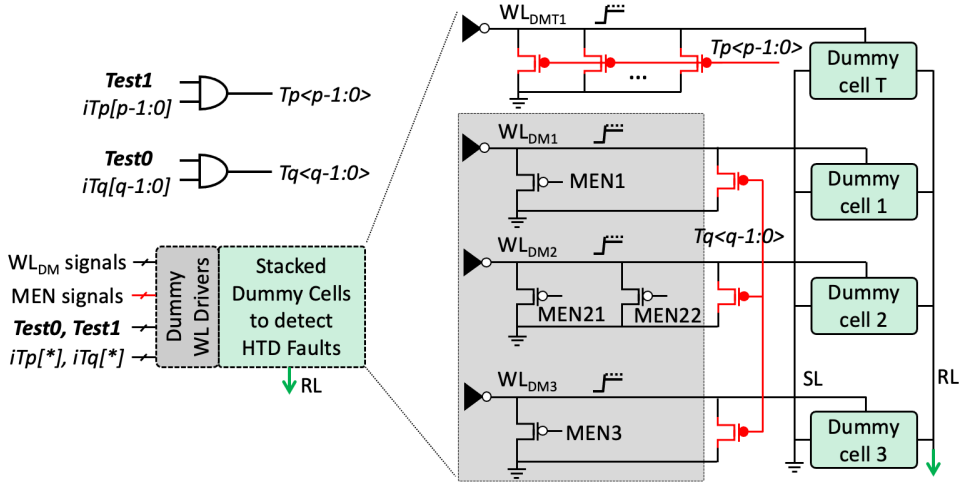 Test1
iTp[p-1:0]
Tp<p-1:0>
Test0
iTq[q-1:0]
Tq<q-1:0>
WL_DM signals
MEN signals
Test0, Test1
iTp[*], iTq[*]
Dummy
WL Drivers
Stacked
Dummy Cells
to detect
HTD Faults
RL
WL_DMT1
Tp<p-1:0>
...
Dummy
cell T
WL_DM1
MEN1
Dummy
cell 1
Tq<q-1:0>
WL_DM2
MEN21
MEN22
Dummy
cell 2
WL_DM3
MEN3
SL
RL
Dummy
cell 3